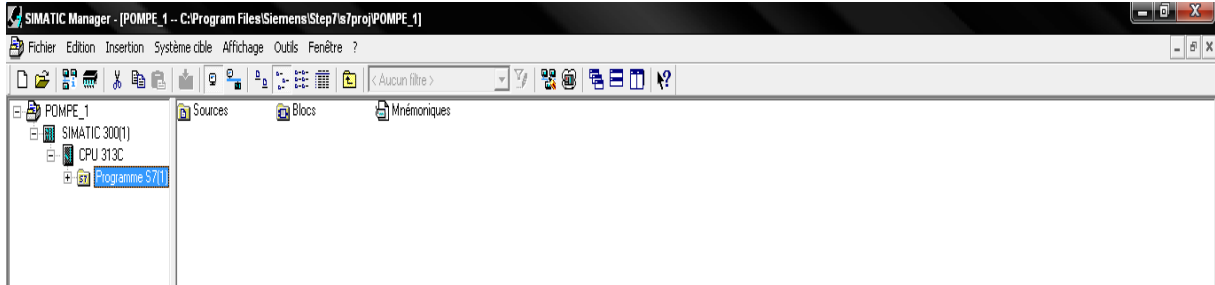 SIMATIC Manager - [POMPE_1 -- C:\Program Files\Siemens\Step7\s7proj\POMPE_1]
Fichier Edition Insertion Système cible Affichage Outils Fenêtre ?
< Aucun filtre >
POMPE_1
SIMATIC 300(1)
CPU 313C
Programme S7(1)
Sources Blocs Mnémoniques